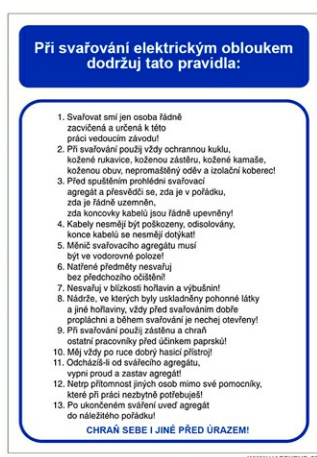 Při svařování elektrickým obloukem
dodržuj tato pravidla:
1. Svařovat smí jen osoba řádně
zacvičená a určená k této
práci vedoucím závodu!
2. Při svařování použij vždy ochrannou kuklu,
kožené rukavice, koženou zástěru, kožené kamaše,
koženou obuv, nepromaštěný oděv a izolační koberec!
3. Před spuštěním prohlédni svařovací
agregát a přesvědči se, zda je v pořádku,
zda je řádně uzemněn,
zda koncovky kabelů jsou řádně upevněny!
4. Kabely nesmějí být poškozeny, odisolovány,
konce kabelů se nesmějí dotýkat!
5. Měnič svařovacího agregátu musí
být ve vodorovné poloze!
6. Natřené předměty nesvařuj
bez předchozího očištění!
7. Nesvařuj v blízkosti hořlavin a výbušnin!
8. Nádrže, ve kterých byly uskladněny pohonné látky
a jiné hořlaviny, vždy před svařováním dobře
propláchni a během svařování je nechej otevřeny!
9. Při svařování použij zástěnu a chraň
ostatní pracovníky před účinkem paprsků!
10. Měj vždy po ruce dobrý hasicí přístroj!
11. Odcházíš-li od svářecího agregátu,
vypni proud a zastav agregát!
12. Netrp přítomnost jiných osob mimo své pomocníky,
které při práci nezbytně potřebuješ!
13. Po ukončeném sváření uveď agregát
do náležitého pořádku!
CHRAŇ SEBE I JINÉ PŘED ÚRAZEM!